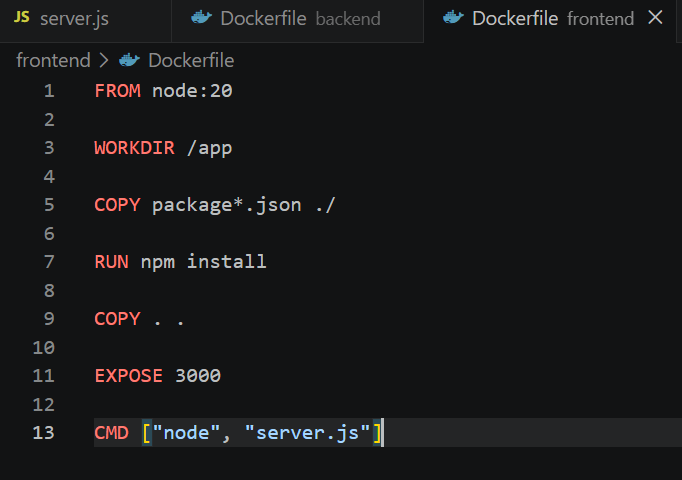 JS server.js Dockerfile backend Dockerfile frontend
frontend > Dockerfile
1 FROM node:20
2
3 WORKDIR /app
4
5 COPY package*.json ./
6
7 RUN npm install
8
9 COPY . .
10
11 EXPOSE 3000
12
13 CMD ["node", "server.js"]